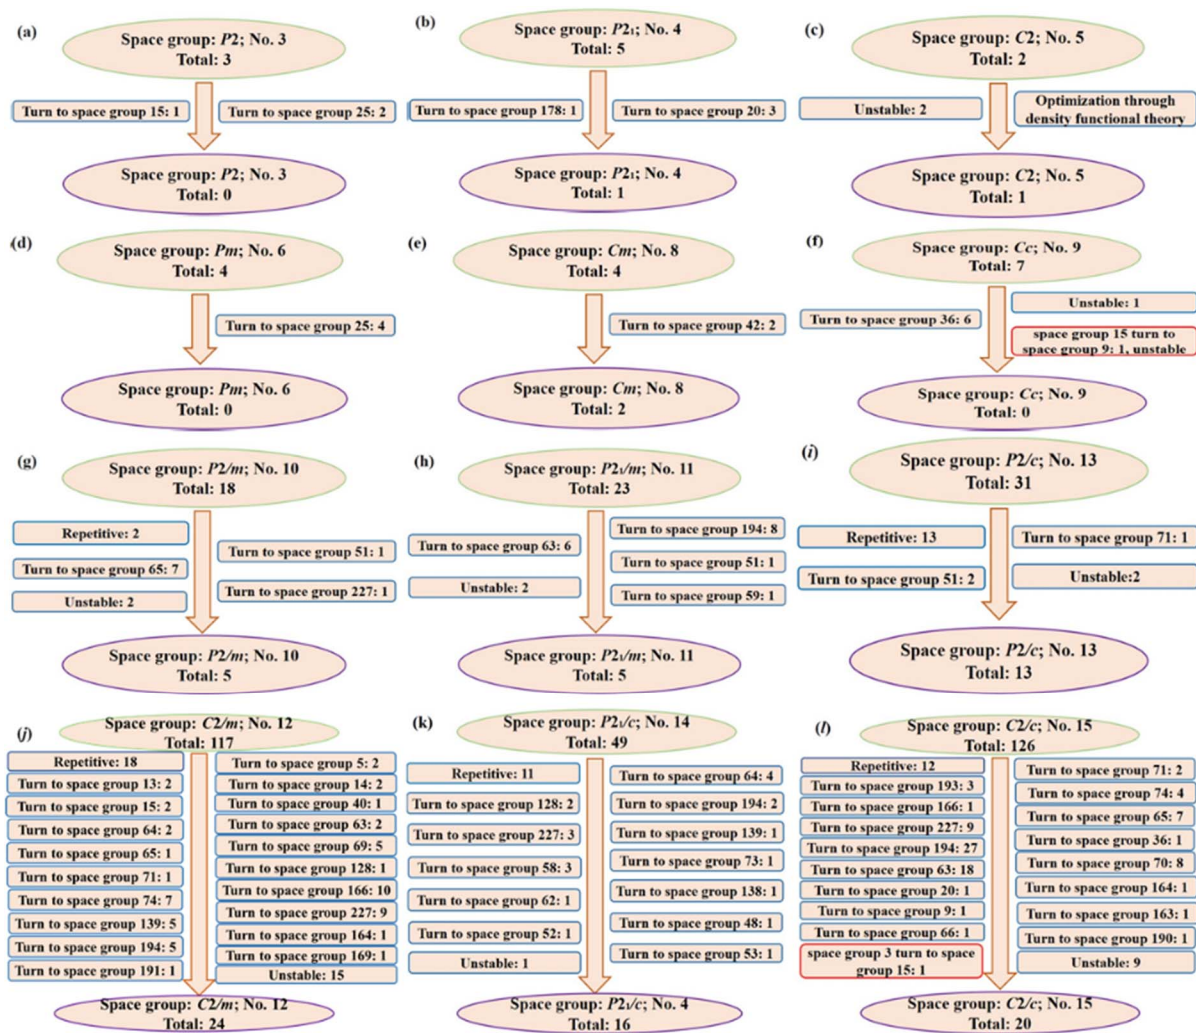 (a)
Space group: P2; No. 3
Total: 3
Turn to space group 15: 1
Turn to space group 25: 2
Space group: P2; No. 3
Total: 0
(b)
Space group: P2₁; No. 4
Total: 5
Turn to space group 178: 1
Turn to space group 20: 3
Space group: P2₁; No. 4
Total: 1
(c)
Space group: C2; No. 5
Total: 2
Unstable: 2
Optimization through
density functional theory
Space group: C2; No. 5
Total: 1
(d)
Space group: Pm; No. 6
Total: 4
Turn to space group 25: 4
Space group: Pm; No. 6
Total: 0
(e)
Space group: Cm; No. 8
Total: 4
Turn to space group 42: 2
Space group: Cm; No. 8
Total: 2
(f)
Space group: Cc; No. 9
Total: 7
Turn to space group 36: 6
Unstable: 1
space group 15 turn to
space group 9: 1, unstable
Space group: Cc; No. 9
Total: 0
(g)
Space group: P2/m; No. 10
Total: 18
Repetitive: 2
Turn to space group 65: 7
Unstable: 2
Turn to space group 51: 1
Turn to space group 227: 1
Space group: P2/m; No. 10
Total: 5
(h)
Space group: P2₁/m; No. 11
Total: 23
Turn to space group 63: 6
Unstable: 2
Turn to space group 194: 8
Turn to space group 51: 1
Turn to space group 59: 1
Space group: P2₁/m; No. 11
Total: 5
(i)
Space group: P2/c; No. 13
Total: 31
Repetitive: 13
Turn to space group 51: 2
Turn to space group 71: 1
Unstable:2
Space group: P2/c; No. 13
Total: 13
(j)
Space group: C2/m; No. 12
Total: 117
Repetitive: 18
Turn to space group 13: 2
Turn to space group 15: 2
Turn to space group 64: 2
Turn to space group 65: 1
Turn to space group 71: 1
Turn to space group 74: 7
Turn to space group 139: 5
Turn to space group 194: 5
Turn to space group 191: 1
Turn to space group 5: 2
Turn to space group 14: 2
Turn to space group 40: 1
Turn to space group 63: 2
Turn to space group 69: 5
Turn to space group 128: 1
Turn to space group 166: 10
Turn to space group 227: 9
Turn to space group 164: 1
Turn to space group 169: 1
Unstable: 15
Space group: C2/m; No. 12
Total: 24
(k)
Space group: P2₁/c; No. 14
Total: 49
Repetitive: 11
Turn to space group 128: 2
Turn to space group 227: 3
Turn to space group 58: 3
Turn to space group 62: 1
Turn to space group 52: 1
Unstable: 1
Turn to space group 64: 4
Turn to space group 194: 2
Turn to space group 139: 1
Turn to space group 73: 1
Turn to space group 138: 1
Turn to space group 48: 1
Turn to space group 53: 1
Space group: P2₁/c; No. 4
Total: 16
(l)
Space group: C2/c; No. 15
Total: 126
Repetitive: 12
Turn to space group 193: 3
Turn to space group 166: 1
Turn to space group 227: 9
Turn to space group 194: 27
Turn to space group 63: 18
Turn to space group 20: 1
Turn to space group 9: 1
Turn to space group 66: 1
space group 3 turn to space
group 15: 1
Turn to space group 71: 2
Turn to space group 74: 4
Turn to space group 65: 7
Turn to space group 36: 1
Turn to space group 70: 8
Turn to space group 164: 1
Turn to space group 163: 1
Turn to space group 190: 1
Unstable: 9
Space group: C2/c; No. 15
Total: 20